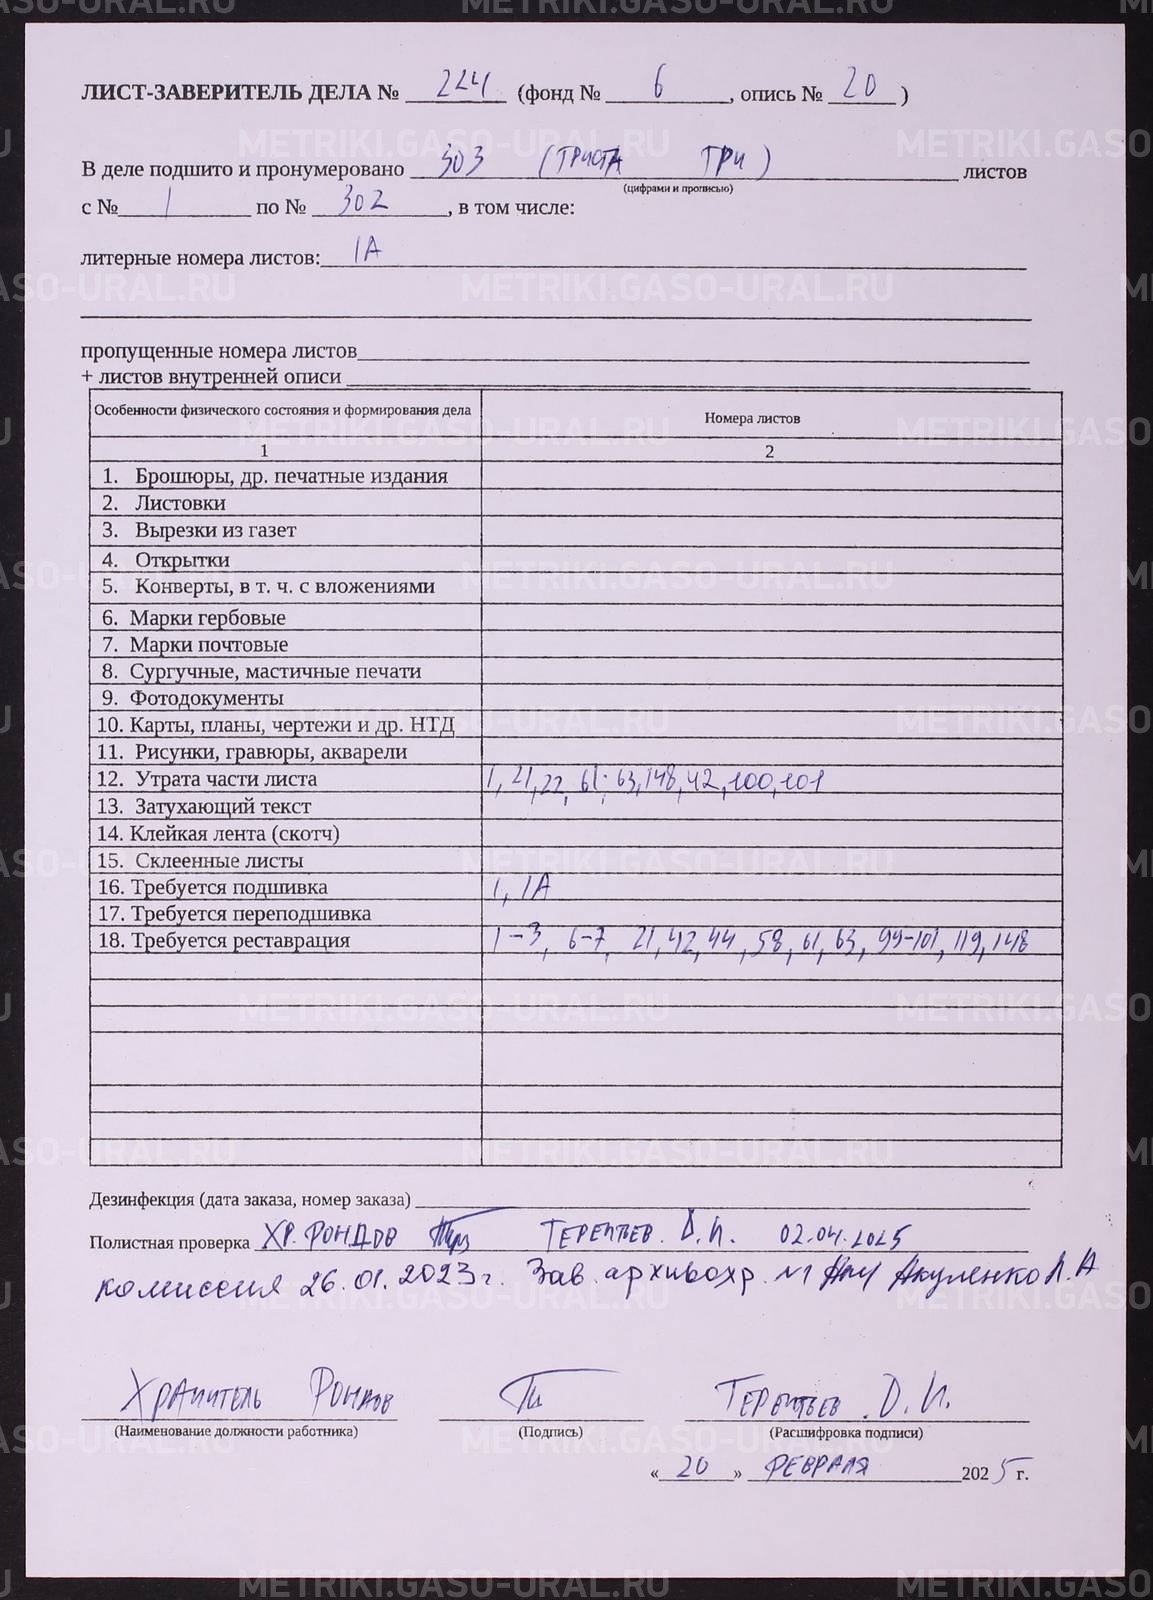 ЛИСТ-ЗАВЕРИТЕЛЬ ДЕЛА № 224 (фонд № 6, опись № 20)
В деле подшито и пронумеровано 303 (ТРИСТА ТРИ) листов
(цифрами и прописью)
с № 1 по № 302, в том числе:
литерные номера листов: 1А
пропущенные номера листов
+ листов внутренней описи
Особенности физического состояния и формирования дела Номера листов
1 2
1. Брошюры, др. печатные издания
2. Листовки
3. Вырезки из газет
4. Открытки
5. Конверты, в т. ч. с вложениями
6. Марки гербовые
7. Марки почтовые
8. Сургучные, мастичные печати
9. Фотодокументы
10. Карты, планы, чертежи и др. НТД
11. Рисунки, гравюры, акварели
12. Утрата части листа 1, 21, 22, 61, 63, 148, 42, 100, 101
13. Затухающий текст
14. Клейкая лента (скотч)
15. Склеенные листы
16. Требуется подшивка 1, 1А
17. Требуется переподшивка
18. Требуется реставрация 1-3, 6-7, 21, 42, 44, 58, 61, 63, 99-101, 119, 148
Дезинфекция (дата заказа, номер заказа)
Полистная проверка ХР. ФОНДОВ ТЕРЕНТЬЕВ. Д.И. 02.04.2025
комиссия 26.01.2023г. Зав. архивохр. №1 Акуленко Л.А
ХРАНИТЕЛЬ ФОНДОВ ТЕРЕНТЬЕВ. Д.И.
(Наименование должности работника) (Подпись) (Расшифровка подписи)
«20» ФЕВРАЛЯ 2025 г.
METRIKI.GASO-URAL.RU